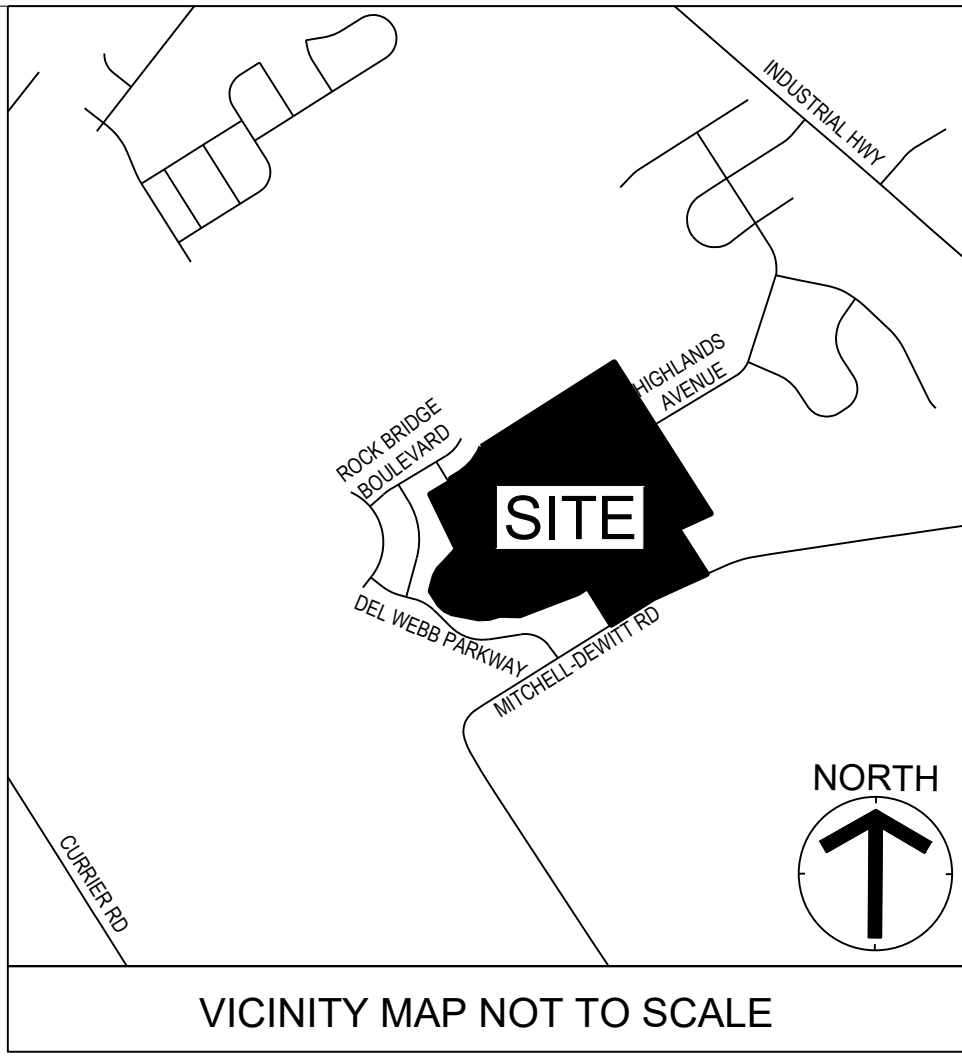 INDUSTRIAL HWY
HIGHLANDS
AVENUE
ROCK BRIDGE
BOULEVARD
SITE
DEL WEBB PARKWAY
MITCHELL-DEWITT RD
NORTH
CURRIER RD
VICINITY MAP NOT TO SCALE